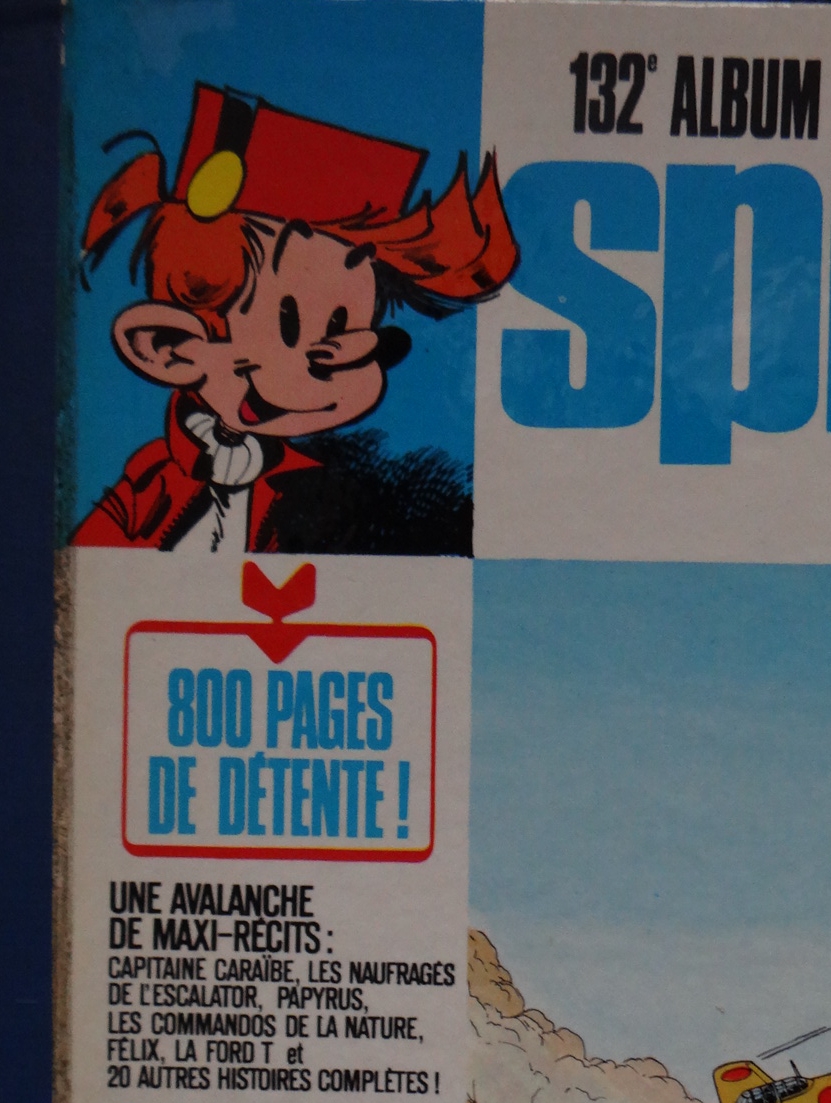 132e ALBUM
sp
800 PAGES
DE DÉTENTE !
UNE AVALANCHE
DE MAXI-RÉCITS :
CAPITAINE CARAÏBE, LES NAUFRAGÉS
DE L'ESCALATOR, PAPYRUS,
LES COMMANDOS DE LA NATURE,
FÉLIX, LA FORD T et
20 AUTRES HISTOIRES COMPLÈTES !